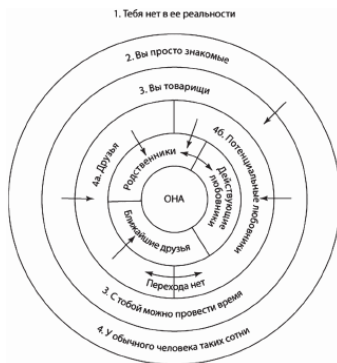 1. Тебя нет в ее реальности
2. Вы просто знакомые
3. Вы товарищи
4а. Друзья
4б. Потенциальные любовники
Родственники
Действующие
любовники
ОНА
Ближайшие друзья
Перехода нет
3. С тобой можно провести время
4. У обычного человека таких сотни